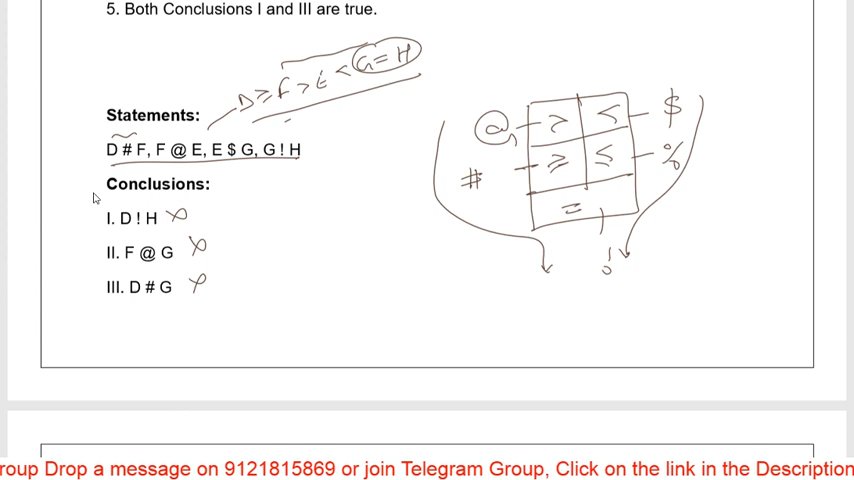 5. Both Conclusions I and III are true.
D ≥ F > E < G = H
Statements:
D # F, F @ E, E $ G, G ! H
Conclusions:
I. D ! H
II. F @ G
III. D # G
@ > < $
# ≥ ≤ %
=
!
roup Drop a message on 9121815869 or join Telegram Group, Click on the link in the Description